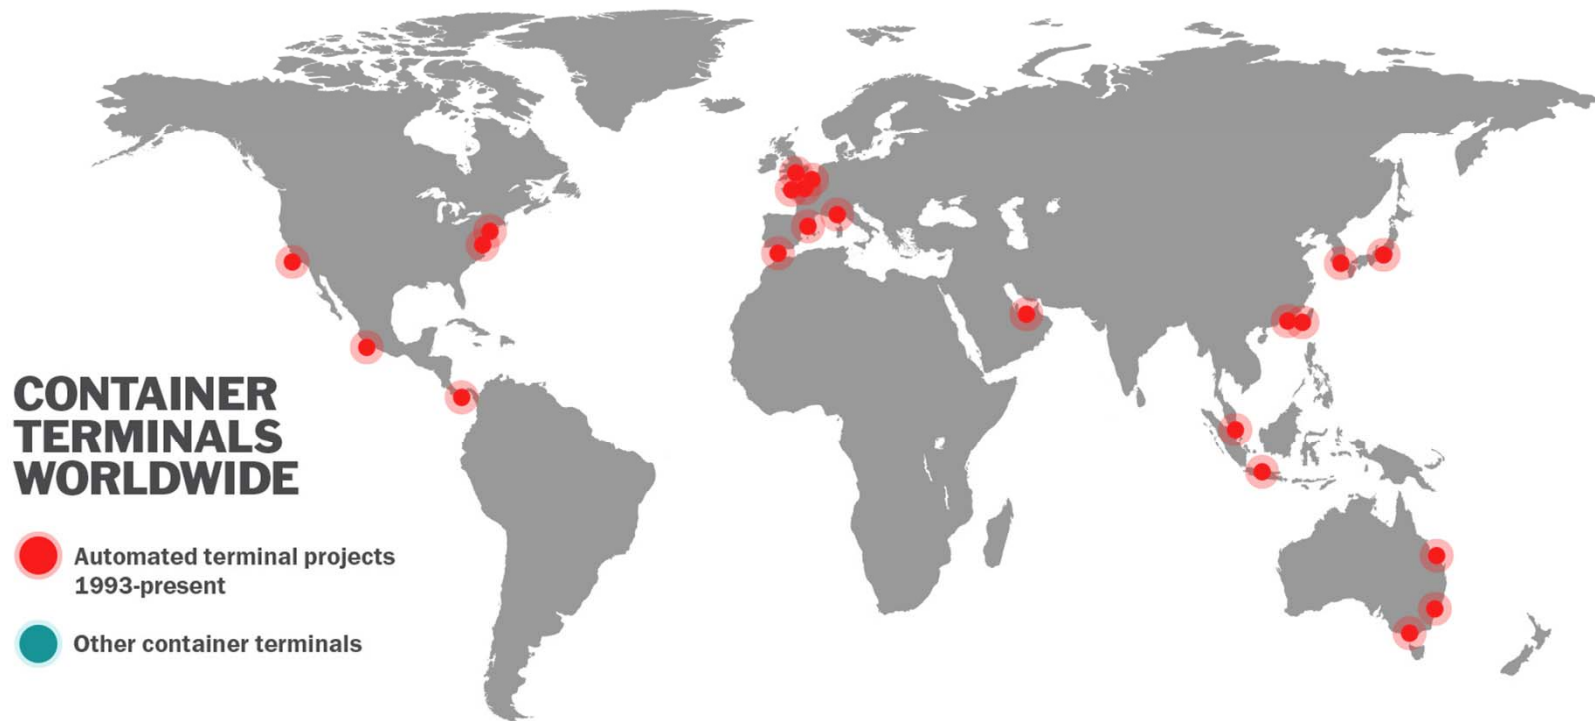 CONTAINER
TERMINALS
WORLDWIDE
Automated terminal projects
1993-present
Other container terminals